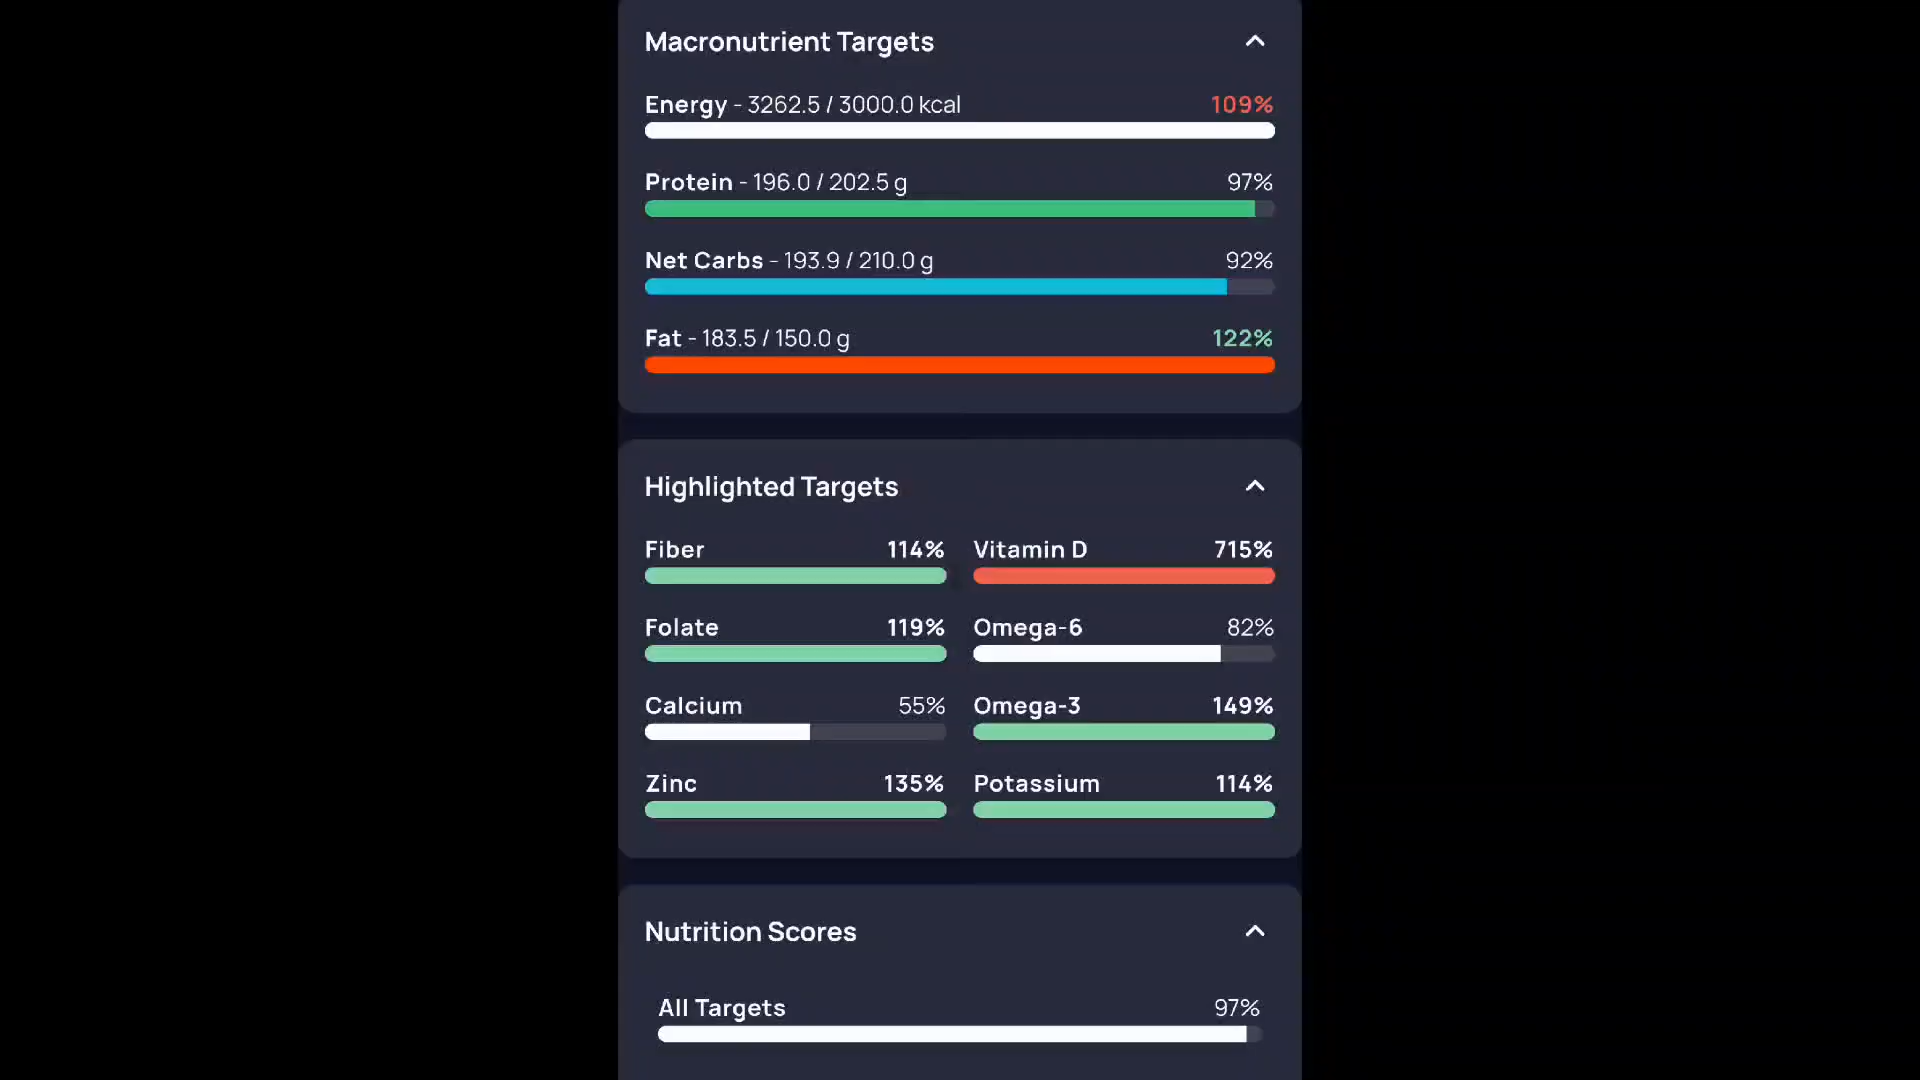 Macronutrient Targets
Energy - 3262.5 / 3000.0 kcal 109%
Protein - 196.0 / 202.5 g 97%
Net Carbs - 193.9 / 210.0 g 92%
Fat - 183.5 / 150.0 g 122%
Highlighted Targets
Fiber 114% Vitamin D 715%
Folate 119% Omega-6 82%
Calcium 55% Omega-3 149%
Zinc 135% Potassium 114%
Nutrition Scores
All Targets 97%